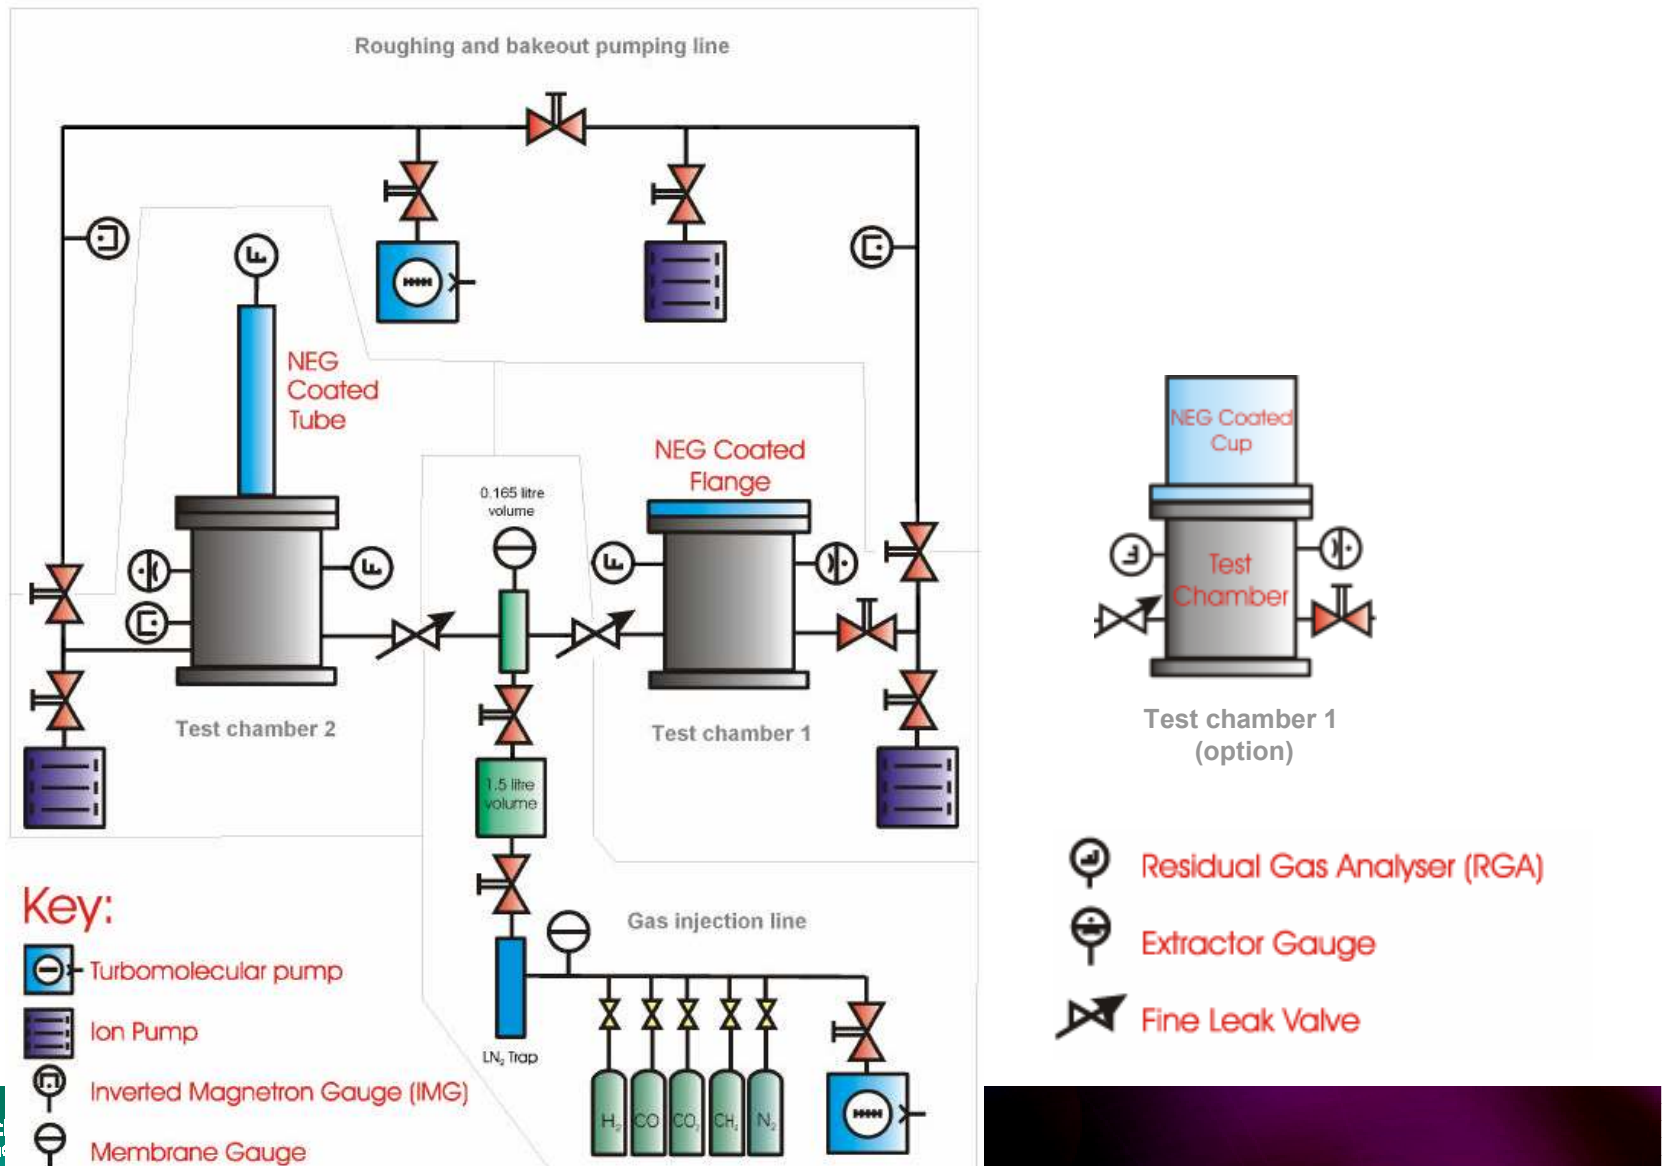 Roughing and bakeout pumping line
NEG
Coated
Tube
0.165 litre
volume
NEG Coated
Flange
NEG Coated
Cup
Test
Chamber
Test chamber 2
Test chamber 1
Test chamber 1
(option)
1.5 litre
volume
Gas injection line
LN₂ Trap
H₂
CO
CO₂
CH₄
N₂
Key:
Turbomolecular pump
Ion Pump
Inverted Magnetron Gauge (IMG)
Membrane Gauge
Residual Gas Analyser (RGA)
Extractor Gauge
Fine Leak Valve